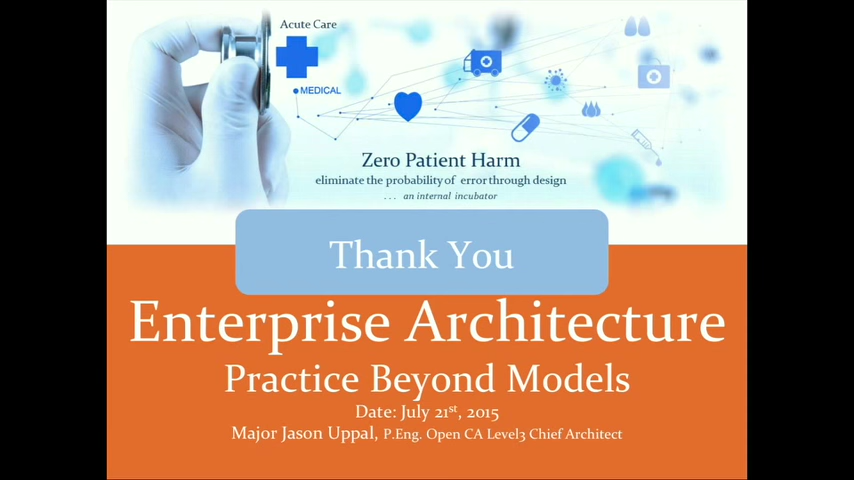 Acute Care
MEDICAL
Zero Patient Harm
eliminate the probability of error through design
... an internal incubator
Thank You
Enterprise Architecture
Practice Beyond Models
Date: July 21st, 2015
Major Jason Uppal, P.Eng. Open CA Level3 Chief Architect